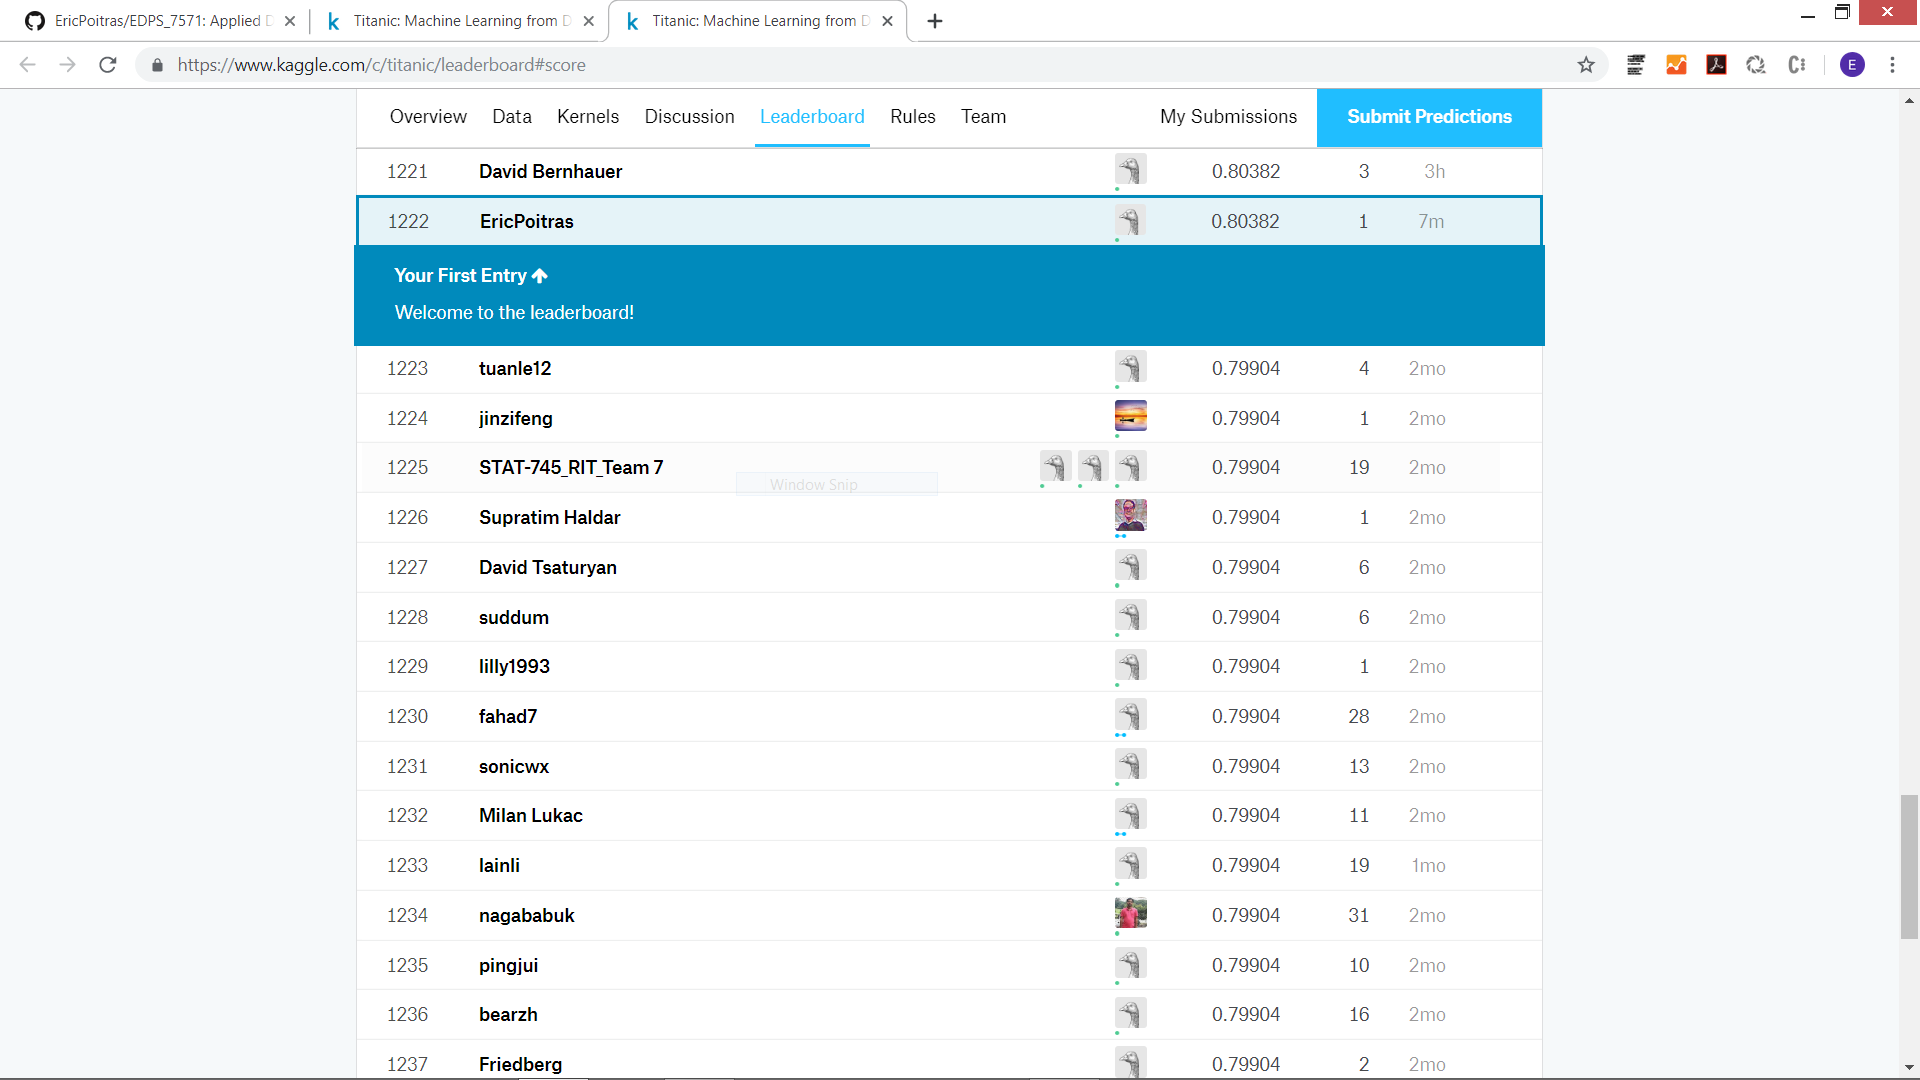 EricPoitras/EDPS_7571: Applied D
Titanic: Machine Learning from D
Titanic: Machine Learning from D
https://www.kaggle.com/c/titanic/leaderboard#score
E
Overview Data Kernels Discussion Leaderboard Rules Team My Submissions Submit Predictions
1221 David Bernhauer 0.80382 3 3h
1222 EricPoitras 0.80382 1 7m
Your First Entry
Welcome to the leaderboard!
1223 tuanle12 0.79904 4 2mo
1224 jinzifeng 0.79904 1 2mo
1225 STAT-745_RIT_Team 7 0.79904 19 2mo
Window Snip
1226 Supratim Haldar 0.79904 1 2mo
1227 David Tsaturyan 0.79904 6 2mo
1228 suddum 0.79904 6 2mo
1229 lilly1993 0.79904 1 2mo
1230 fahad7 0.79904 28 2mo
1231 sonicwx 0.79904 13 2mo
1232 Milan Lukac 0.79904 11 2mo
1233 lainli 0.79904 19 1mo
1234 nagababuk 0.79904 31 2mo
1235 pingjui 0.79904 10 2mo
1236 bearzh 0.79904 16 2mo
1237 Friedberg 0.79904 2 2mo